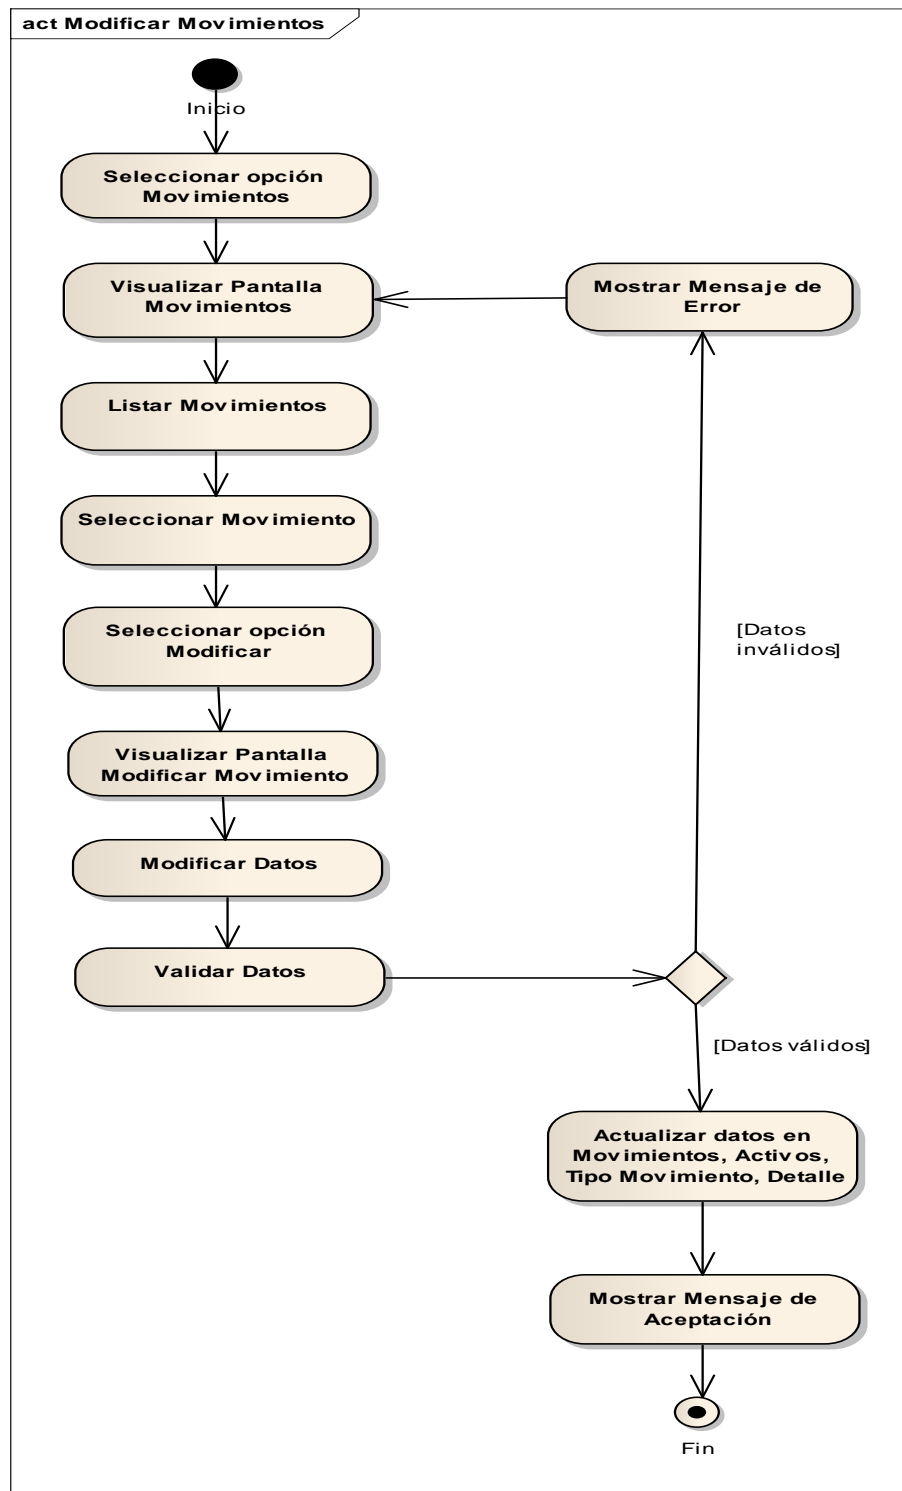 act Modificar Movimientos
Inicio
Seleccionar opción
Movimientos
Visualizar Pantalla
Movimientos
Mostrar Mensaje de
Error
Listar Movimientos
Seleccionar Movimiento
Seleccionar opción
Modificar
[Datos
inválidos]
Visualizar Pantalla
Modificar Movimiento
Modificar Datos
Validar Datos
[Datos válidos]
Actualizar datos en
Movimientos, Activos,
Tipo Movimiento, Detalle
Mostrar Mensaje de
Aceptación
Fin